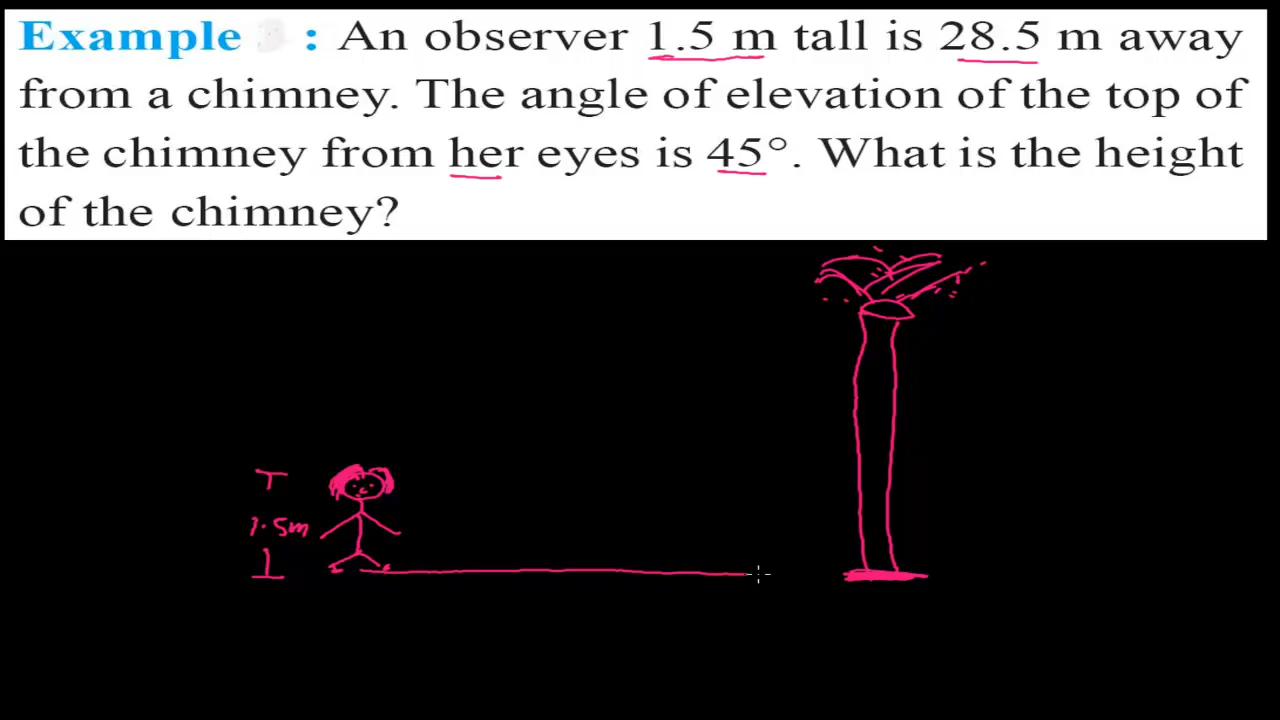 Example : An observer 1.5 m tall is 28.5 m away
from a chimney. The angle of elevation of the top of
the chimney from her eyes is 45°. What is the height
of the chimney?
1.5m